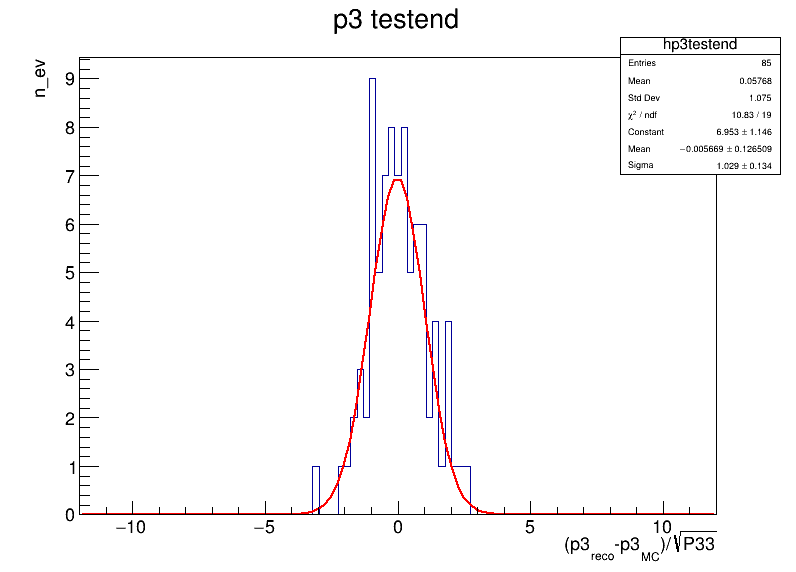 p3 testend
hp3testend
Entries 85
Mean 0.05768
Std Dev 1.075
χ² / ndf 10.83 / 19
Constant 6.953 ± 1.146
Mean −0.005669 ± 0.126509
Sigma 1.029 ± 0.134
n_ev
9
8
7
6
5
4
3
2
1
0
−10 −5 0 5 10
(p3reco-p3MC)/√P33